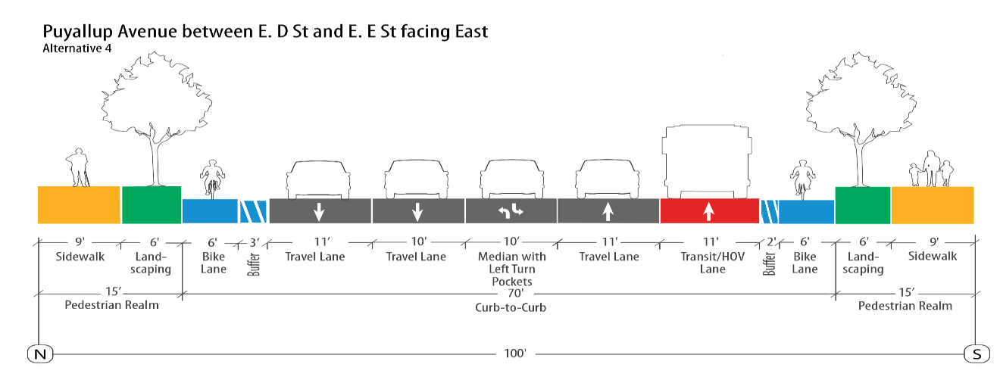 Puyallup Avenue between E. D St and E. E St facing East
Alternative 4
9' 6' 6' 3' 11' 10' 10' 11' 11' 2' 6' 6' 9'
Sidewalk Land- Bike Buffer Travel Lane Travel Lane Median with Travel Lane Transit/HOV Buffer Bike Land- Sidewalk
scaping Lane Left Turn Lane Lane scaping
Pockets
15' 70' 15'
Pedestrian Realm Curb-to-Curb Pedestrian Realm
N 100' S